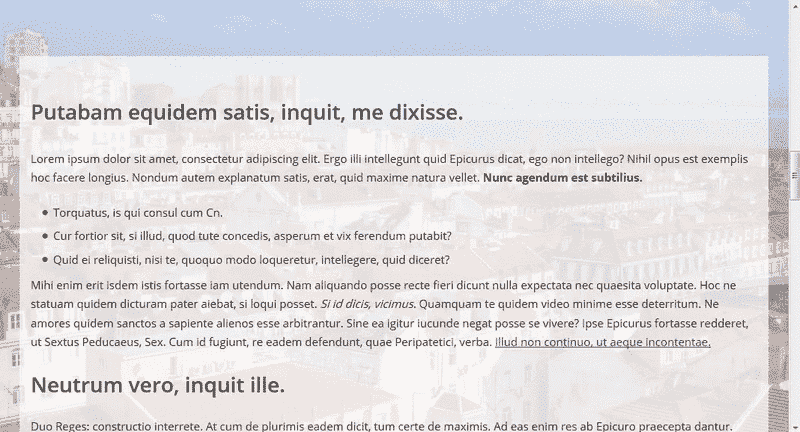 Putabam equidem satis, inquit, me dixisse.
Lorem ipsum dolor sit amet, consectetur adipiscing elit. Ergo illi intellegunt quid Epicurus dicat, ego non intellego? Nihil opus est exemplis
hoc facere longius. Nondum autem explanatum satis, erat, quid maxime natura vellet. Nunc agendum est subtilius.
Torquatus, is qui consul cum Cn.
Cur fortior sit, si illud, quod tute concedis, asperum et vix ferendum putabit?
Quid ei reliquisti, nisi te, quoquo modo loqueretur, intellegere, quid diceret?
Mihi enim erit isdem istis fortasse iam utendum. Nam aliquando posse recte fieri dicunt nulla expectata nec quaesita voluptate. Hoc ne
statuam quidem dicturam pater aiebat, si loqui posset. Si id dicis, vicimus. Quamquam te quidem video minime esse deterritum. Ne
amores quidem sanctos a sapiente alienos esse arbitrantur. Sine ea igitur iucunde negat posse se vivere? Ipse Epicurus fortasse redderet,
ut Sextus Peducaeus, Sex. Cum id fugiunt, re eadem defendunt, quae Peripatetici, verba. Illud non continuo, ut aeque incontentae.
Neutrum vero, inquit ille.
Duo Reges: constructio interrete. At cum de plurimis eadem dicit, tum certe de maximis. Ad eas enim res ab Epicuro praecepta dantur.